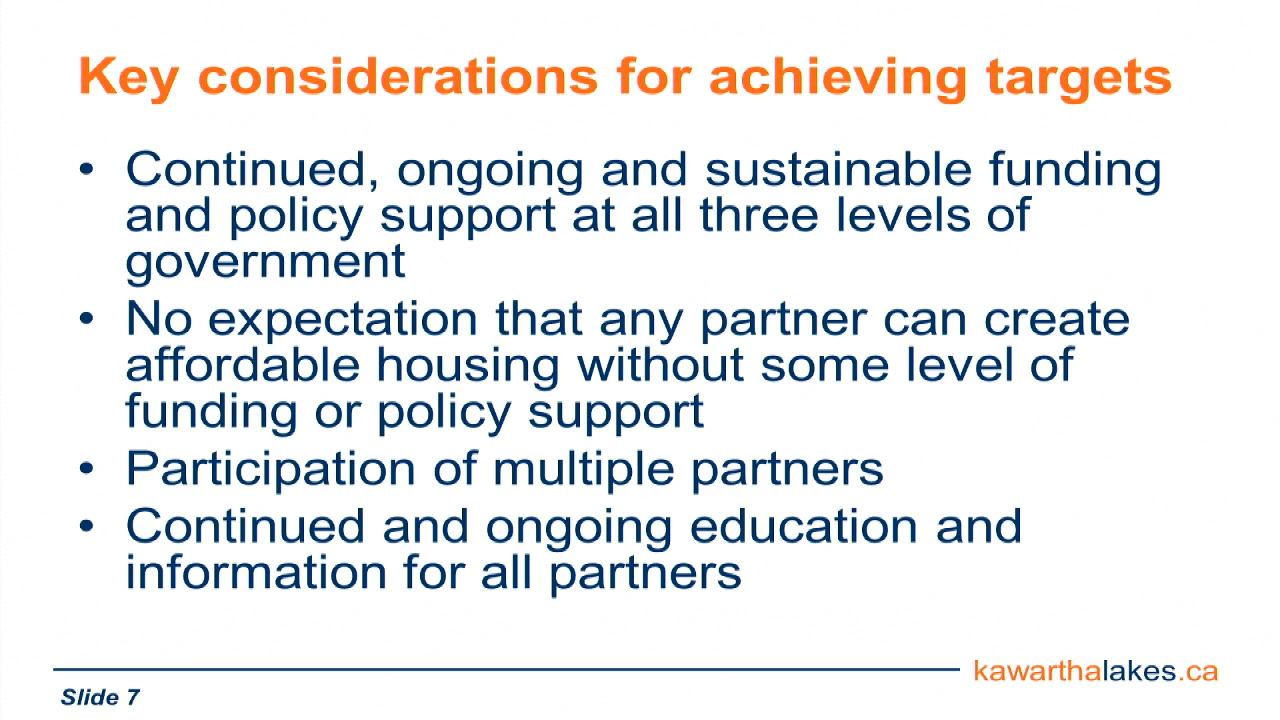 Key considerations for achieving targets
• Continued, ongoing and sustainable funding
and policy support at all three levels of
government
• No expectation that any partner can create
affordable housing without some level of
funding or policy support
• Participation of multiple partners
• Continued and ongoing education and
information for all partners
kawarthalakes.ca
Slide 7